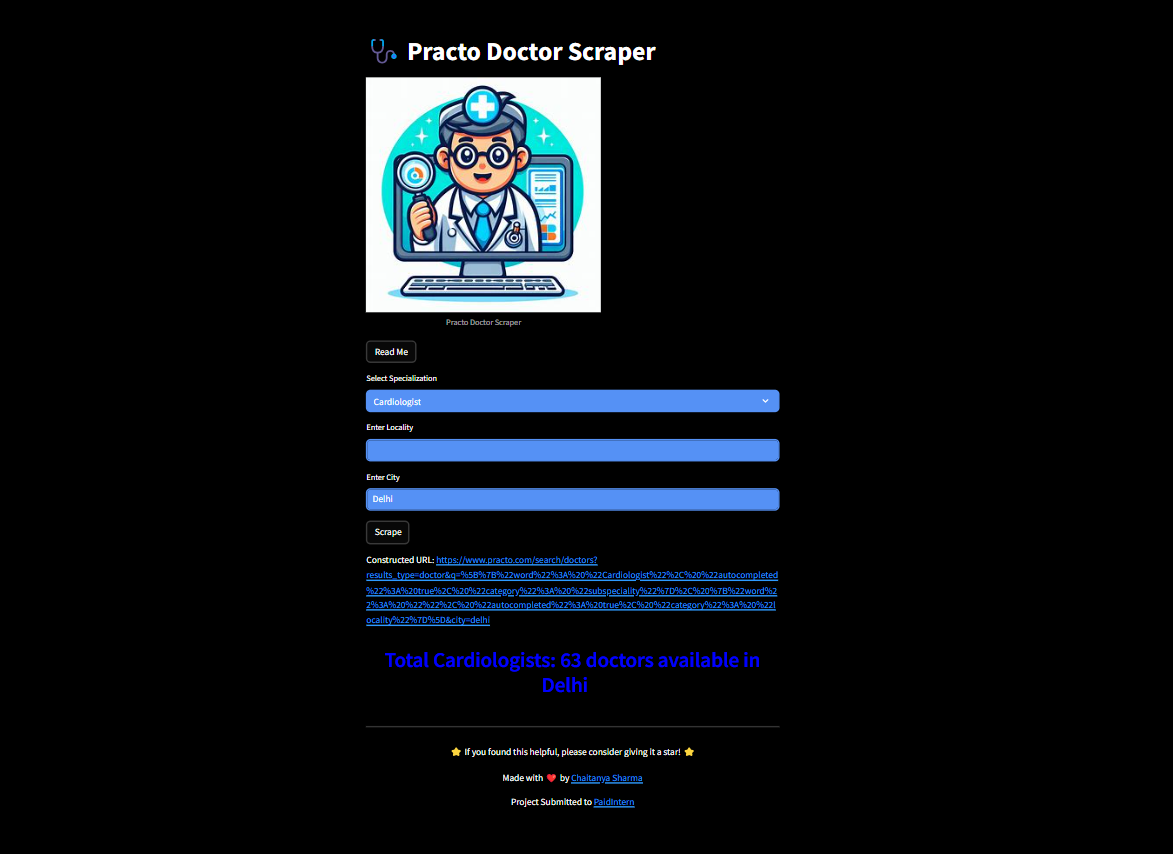 Practo Doctor Scraper
Practo Doctor Scraper
Read Me
Select Specialization
Cardiologist
Enter Locality
Enter City
Delhi
Scrape
Constructed URL: https://www.practo.com/search/doctors?
results_type=doctor&q=%5B%7B%22word%22%3A%20%22Cardiologist%22%2C%20%22autocompleted
%22%3A%20true%2C%20%22category%22%3A%20%22subspeciality%22%7D%2C%20%7B%22word%2
2%3A%20%22%22%2C%20%22autocompleted%22%3A%20true%2C%20%22category%22%3A%20%22l
ocality%22%7D%5D&city=delhi
Total Cardiologists: 63 doctors available in
Delhi
⭐ If you found this helpful, please consider giving it a star! ⭐
Made with ❤️ by Chaitanya Sharma
Project Submitted to PaidIntern